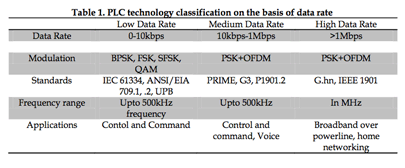 Table 1. PLC technology classification on the basis of data rate
Low Data Rate Medium Data Rate High Data Rate
Data Rate 0-10kbps 10kbps-1Mbps >1Mbps
Modulation BPSK, FSK, SFSK, PSK+OFDM PSK+OFDM
QAM
Standards IEC 61334, ANSI/EIA PRIME, G3, P1901.2 G.hn, IEEE 1901
709.1, .2, UPB
Frequency range Upto 500kHz Upto 500kHz In MHz
frequency
Applications Contol and Command Control and Broadband over
command, Voice powerline, home
networking